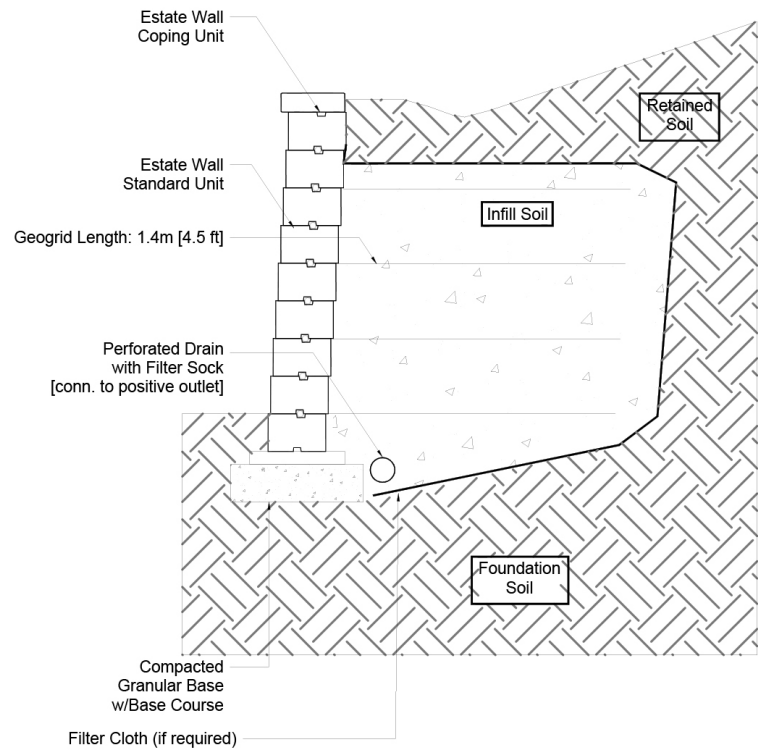 Estate Wall
Coping Unit
Retained
Soil
Estate Wall
Standard Unit
Infill Soil
Geogrid Length: 1.4m [4.5 ft]
Perforated Drain
with Filter Sock
[conn. to positive outlet]
Foundation
Soil
Compacted
Granular Base
w/Base Course
Filter Cloth (if required)